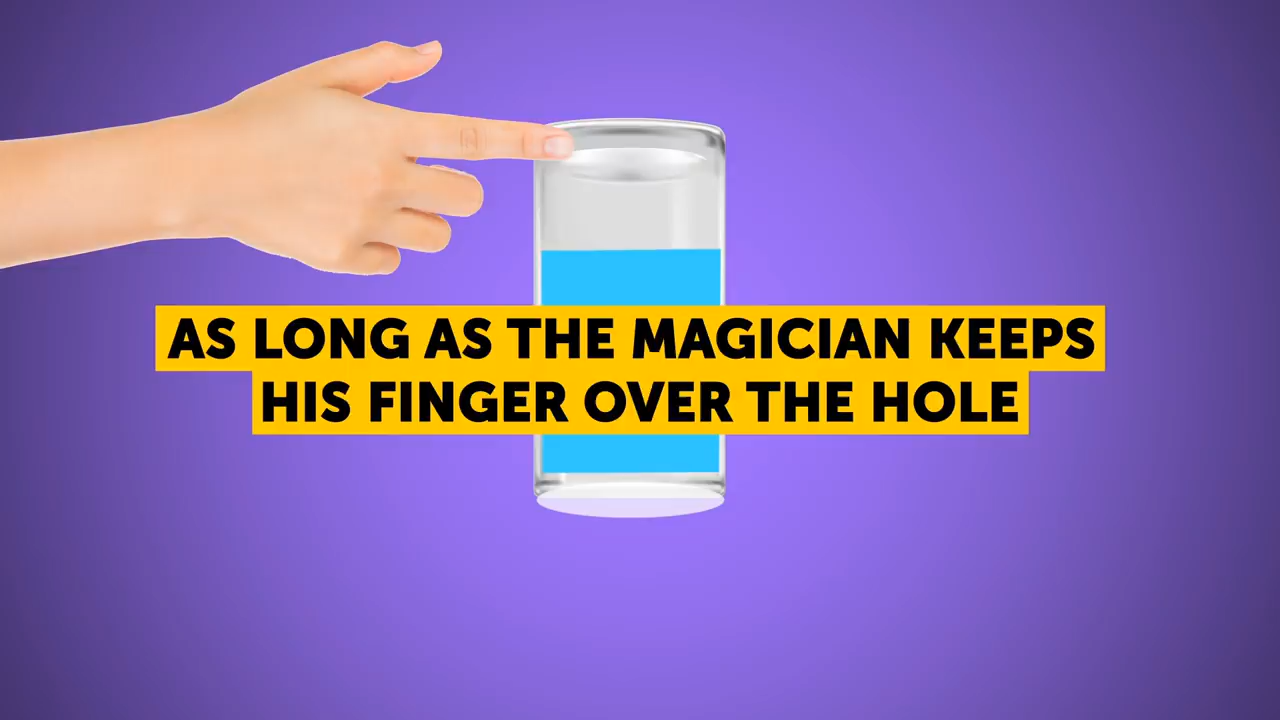 AS LONG AS THE MAGICIAN KEEPS
HIS FINGER OVER THE HOLE